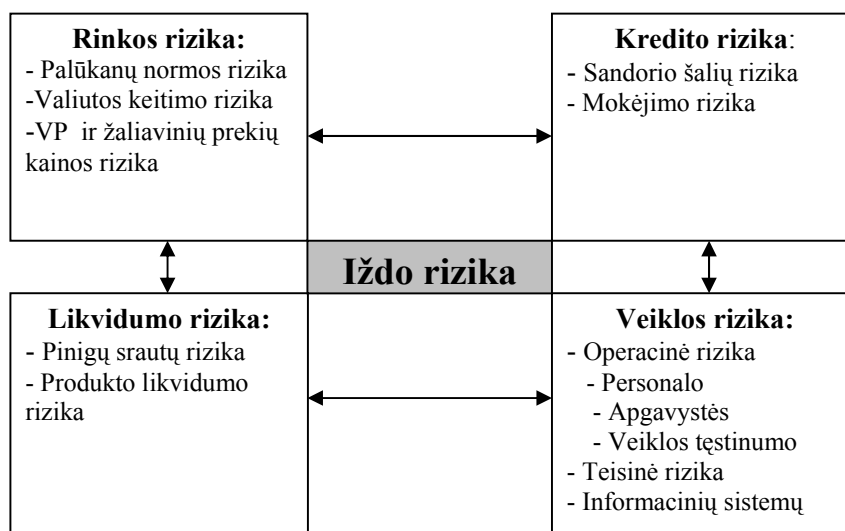 Rinkos rizika:
- Palūkanų normos rizika
-Valiutos keitimo rizika
-VP ir žaliavinių prekių
kainos rizika
Kredito rizika:
- Sandorio šalių rizika
- Mokėjimo rizika
Iždo rizika
Likvidumo rizika:
- Pinigų srautų rizika
- Produkto likvidumo
rizika
Veiklos rizika:
- Operacinė rizika
- Personalo
- Apgavystės
- Veiklos tęstinumo
- Teisinė rizika
- Informacinių sistemų